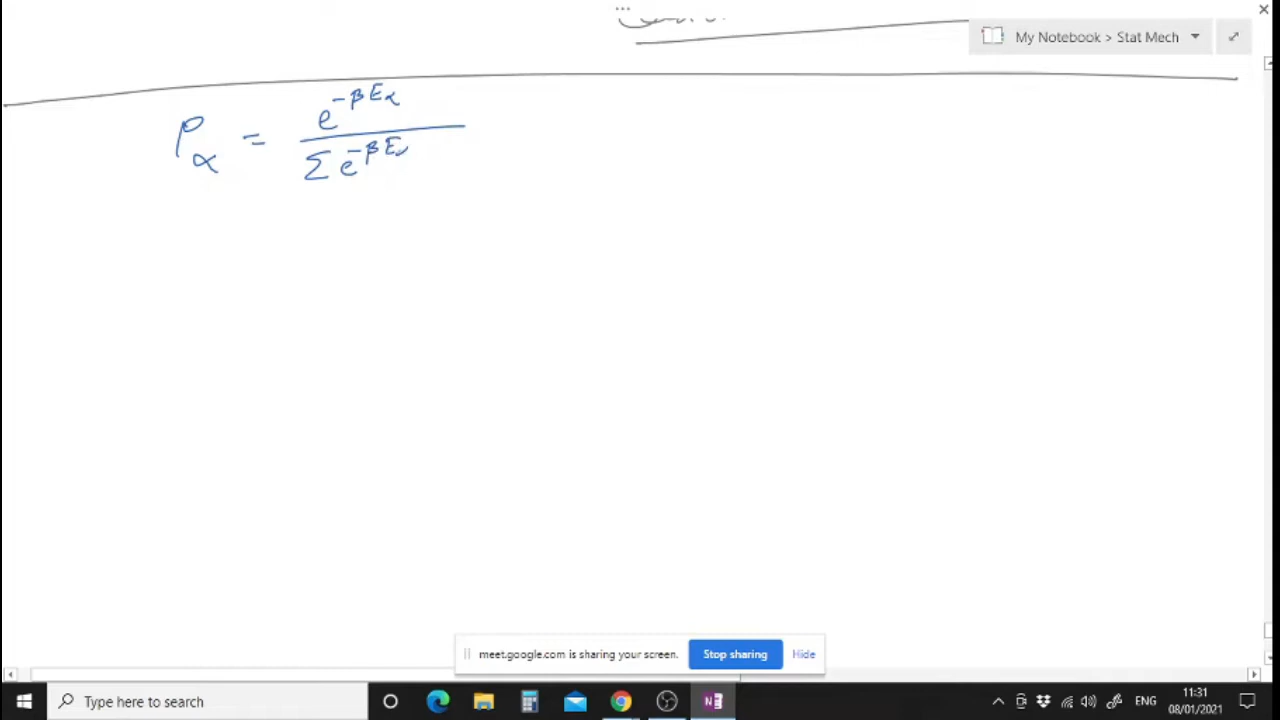 ...
My Notebook > Stat Mech
P_α = e^{-βE_α} / Σ e^{-βE_ν}
meet.google.com is sharing your screen.
Stop sharing
Hide
Type here to search
ENG
11:31
08/01/2021